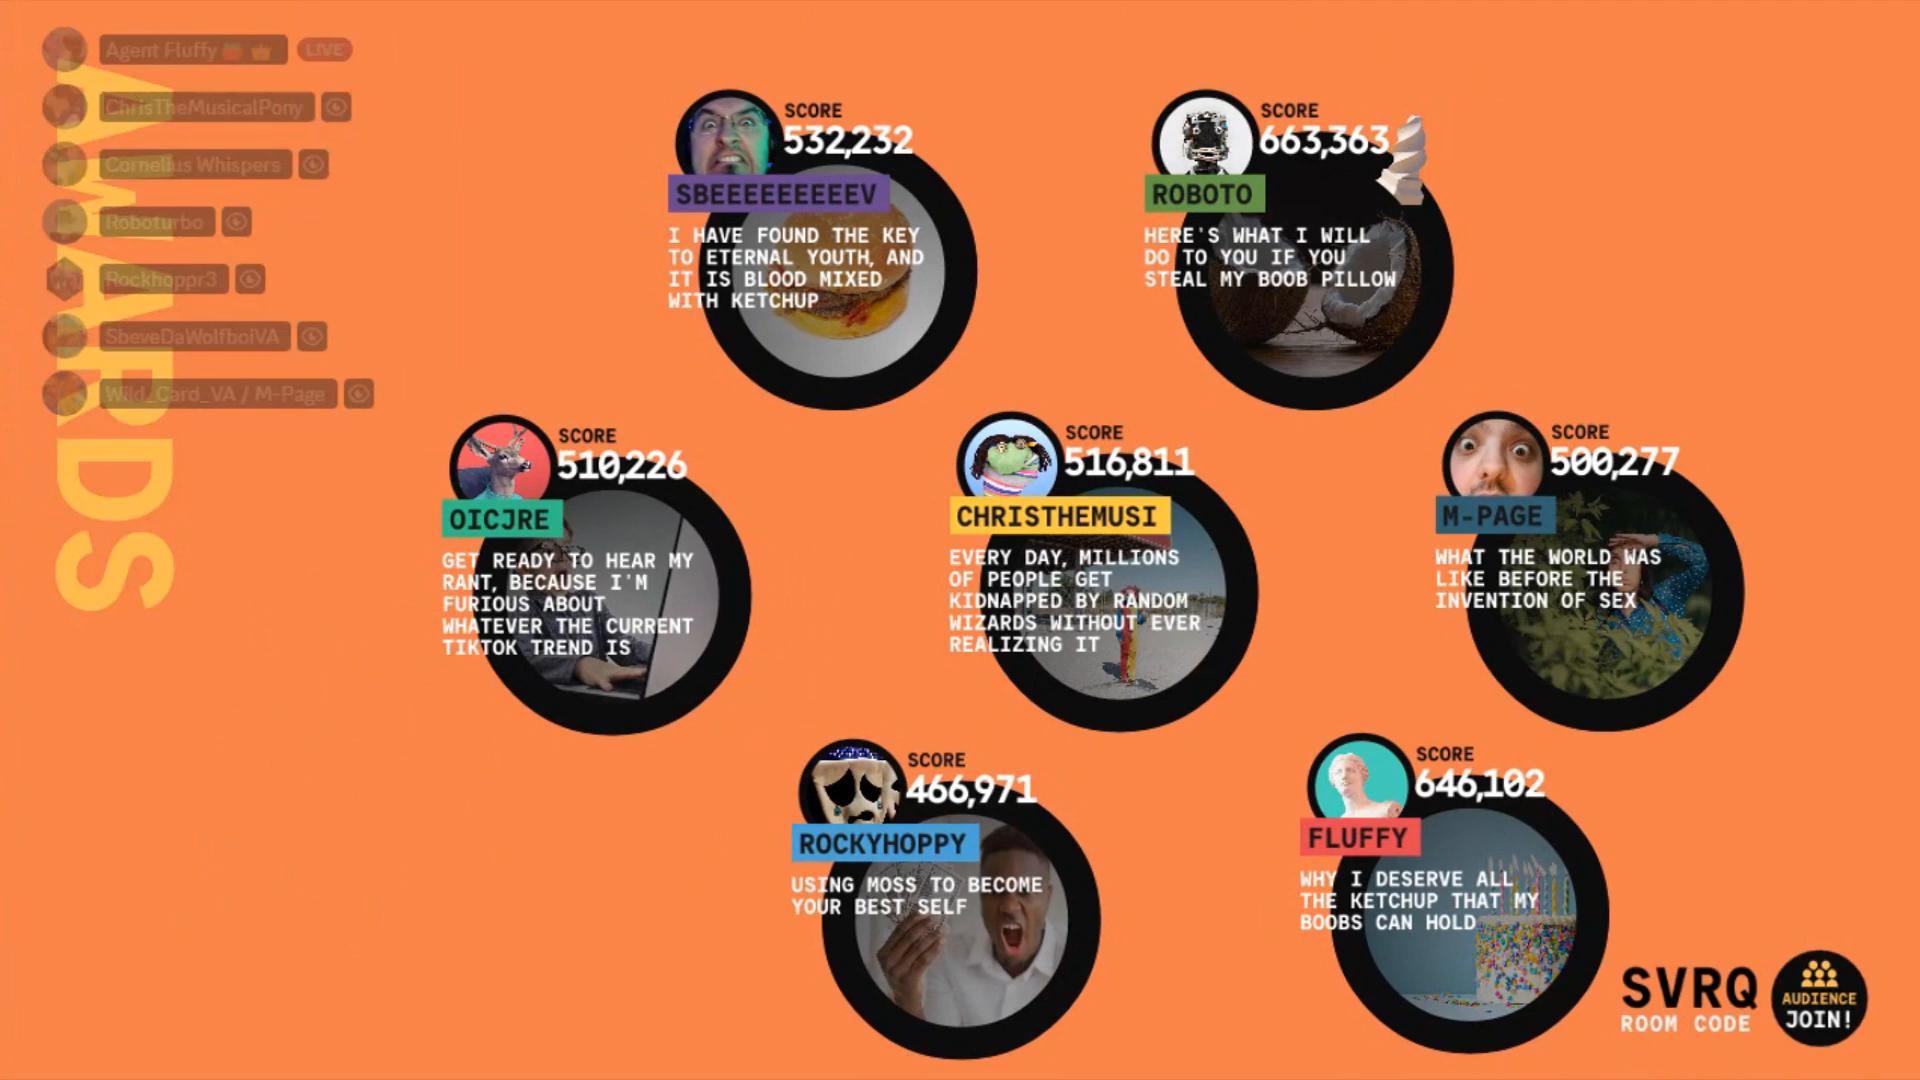 Agent Fluffy
LIVE
ChrisTheMusicalPony
Cornelius Whispers
Roboturbo
Rockhoppr3
SbeveDaWolfboiVA
Wild_Card_VA / M-Page
AWARDS
SCORE
532,232
SBEEEEEEEEEV
I HAVE FOUND THE KEY
TO ETERNAL YOUTH, AND
IT IS BLOOD MIXED
WITH KETCHUP
SCORE
663,363
ROBOTO
HERE'S WHAT I WILL
DO TO YOU IF YOU
STEAL MY BOOB PILLOW
SCORE
510,226
OICJRE
GET READY TO HEAR MY
RANT, BECAUSE I'M
FURIOUS ABOUT
WHATEVER THE CURRENT
TIKTOK TREND IS
SCORE
516,811
CHRISTHEMUSI
EVERY DAY, MILLIONS
OF PEOPLE GET
KIDNAPPED BY RANDOM
WIZARDS WITHOUT EVER
REALIZING IT
SCORE
500,277
M-PAGE
WHAT THE WORLD WAS
LIKE BEFORE THE
INVENTION OF SEX
SCORE
466,971
ROCKYHOPPY
USING MOSS TO BECOME
YOUR BEST SELF
SCORE
646,102
FLUFFY
WHY I DESERVE ALL
THE KETCHUP THAT MY
BOOBS CAN HOLD
SVRQ
ROOM CODE
AUDIENCE
JOIN!